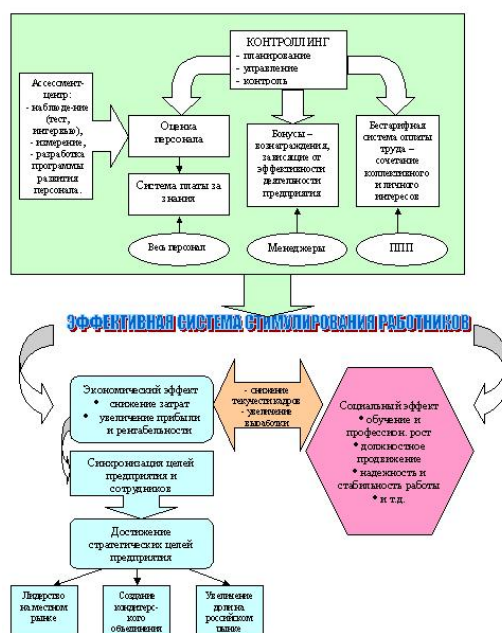 КОНТРОЛЛИНГ
- планирование
- управление
- контроль
Ассессмент-
центр:
- наблюде-ние
(тест,
интервью),
- измерение,
- разработка
программы
развития
персонала.
Оценка
персонала
Система платы за
знания
Бонусы –
вознаграждения,
зависящие от
эффективности
деятельности
предприятия
Бестарифная
система оплаты
труда –
сочетание
коллективного
и личного
интересов
Весь персонал
Менеджеры
ППП
ЭФФЕКТИВНАЯ СИСТЕМА СТИМУЛИРОВАНИЯ РАБОТНИКОВ
Экономический эффект
• снижение затрат
• увеличение прибыли
и рентабельности
- снижение
текучести кадров
- увеличение
выработки
Социальный эффект
• обучение и
професcион. рост
• должностное
продвижение
• надежность и
стабильность работы
• и т.д.
Синхронизация целей
предприятия
и сотрудников
Достижение
стратегических целей
предприятия
Лидерство
на местном
рынке
Создание
кондитерс-
кого
объединения
Увеличение
доли на
российском
рынке